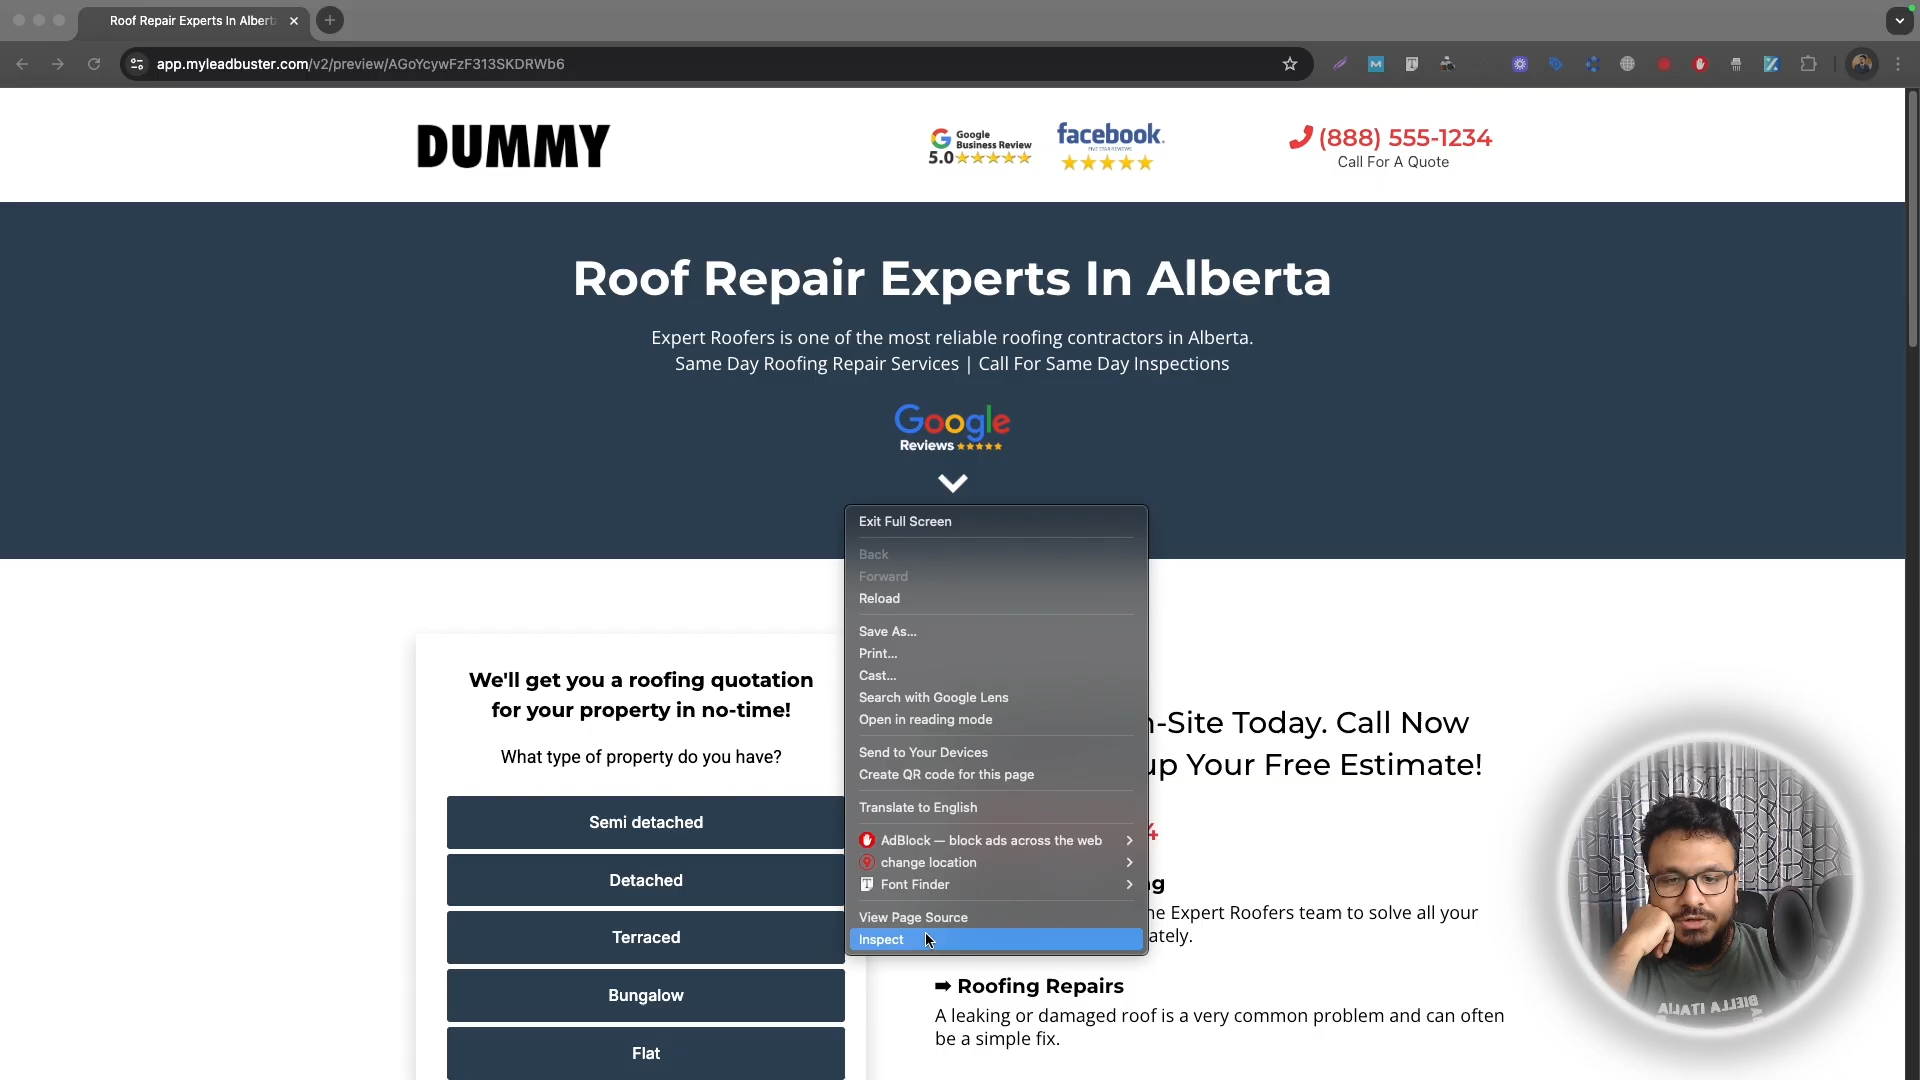 Roof Repair Experts In Albert
app.myleadbuster.com/v2/preview/AGoYcywFzF313SKDRWb6
DUMMY
Google
Business Review
5.0
facebook.
FIVE STAR REVIEWS
(888) 555-1234
Call For A Quote
Roof Repair Experts In Alberta
Expert Roofers is one of the most reliable roofing contractors in Alberta.
Same Day Roofing Repair Services | Call For Same Day Inspections
Google
Reviews
Exit Full Screen
Back
Forward
Reload
Save As...
Print...
Cast...
Search with Google Lens
Open in reading mode
Send to Your Devices
Create QR code for this page
Translate to English
AdBlock — block ads across the web
change location
Font Finder
View Page Source
Inspect
We'll get you a roofing quotation
for your property in no-time!
What type of property do you have?
Semi detached
Detached
Terraced
Bungalow
Flat
n-Site Today. Call Now
up Your Free Estimate!
4
ng
he Expert Roofers team to solve all your
ately.
➡ Roofing Repairs
A leaking or damaged roof is a very common problem and can often
be a simple fix.
BIELLA ITALIA